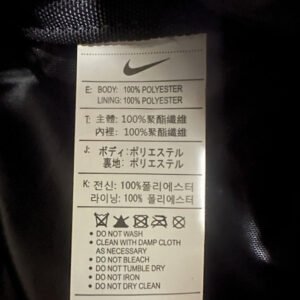 E: BODY: 100% POLYESTER
LINING: 100% POLYESTER
T: 主體: 100%聚酯纖維
內裡: 100%聚酯纖維
J: ボディ: ポリエステル
裏地: ポリエステル
K: 전신: 100%폴리에스터
라이닝: 100% 폴리에스터
• DO NOT WASH
• CLEAN WITH DAMP CLOTH
AS NECESSARY
• DO NOT BLEACH
• DO NOT TUMBLE DRY
• DO NOT IRON
• DO NOT DRY CLEAN